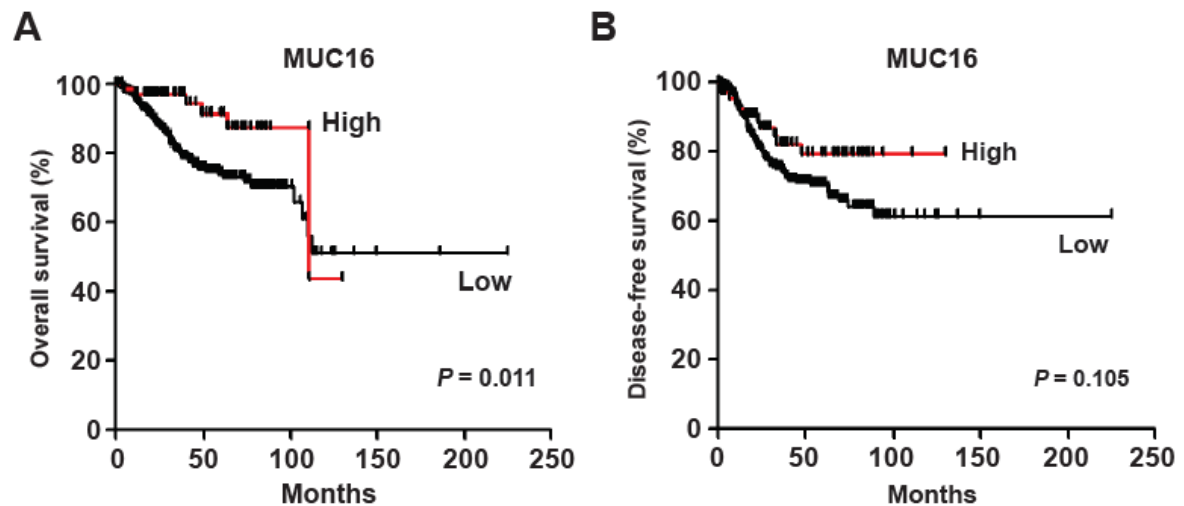 A
MUC16
Overall survival (%)
100
80
60
40
20
0
High
Low
P = 0.011
0 50 100 150 200 250
Months
B
MUC16
Disease-free survival (%)
100
80
60
40
20
0
High
Low
P = 0.105
0 50 100 150 200 250
Months